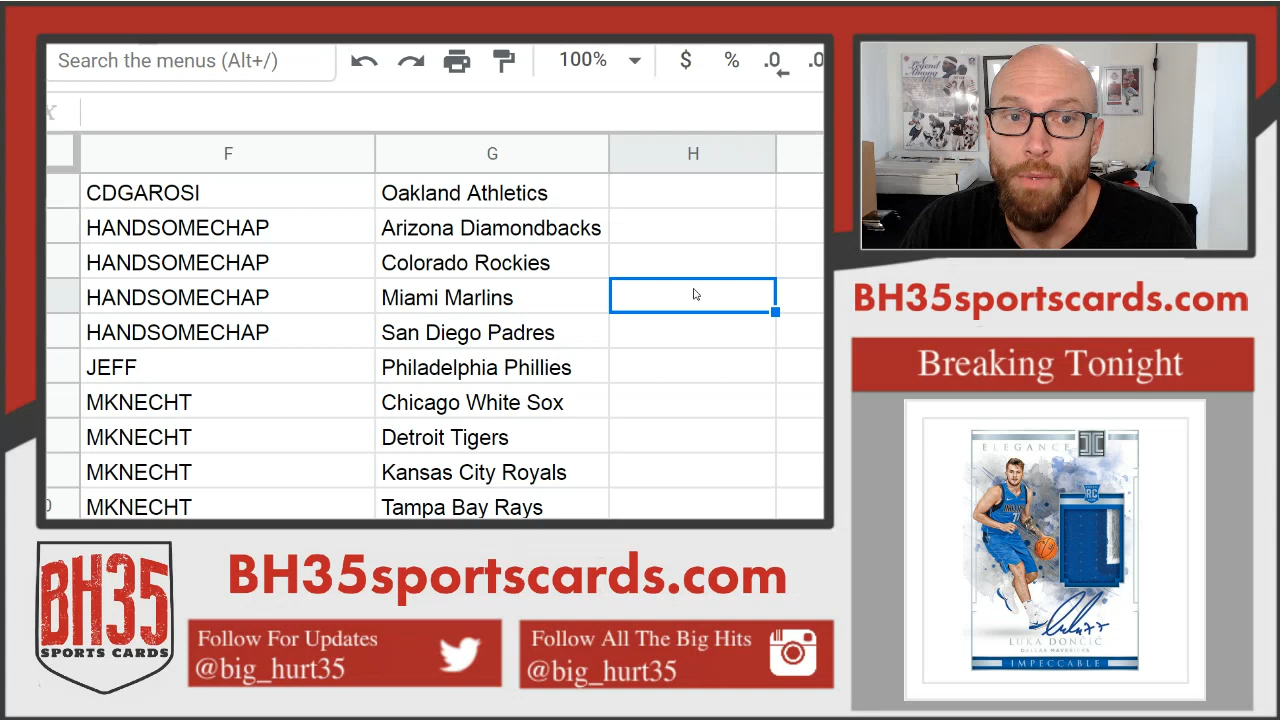 Search the menus (Alt+/)
100%
$ % .0 .0
F G H
CDGAROSI Oakland Athletics
HANDSOMECHAP Arizona Diamondbacks
HANDSOMECHAP Colorado Rockies
HANDSOMECHAP Miami Marlins
HANDSOMECHAP San Diego Padres
JEFF Philadelphia Phillies
MKNECHT Chicago White Sox
MKNECHT Detroit Tigers
MKNECHT Kansas City Royals
MKNECHT Tampa Bay Rays
BH35sportscards.com
Breaking Tonight
ELEGANCE
RC
LUKA DONČIĆ
DALLAS MAVERICKS
IMPECCABLE
BH35
SPORTS CARDS
BH35sportscards.com
Follow For Updates
@big_hurt35
Follow All The Big Hits
@big_hurt35